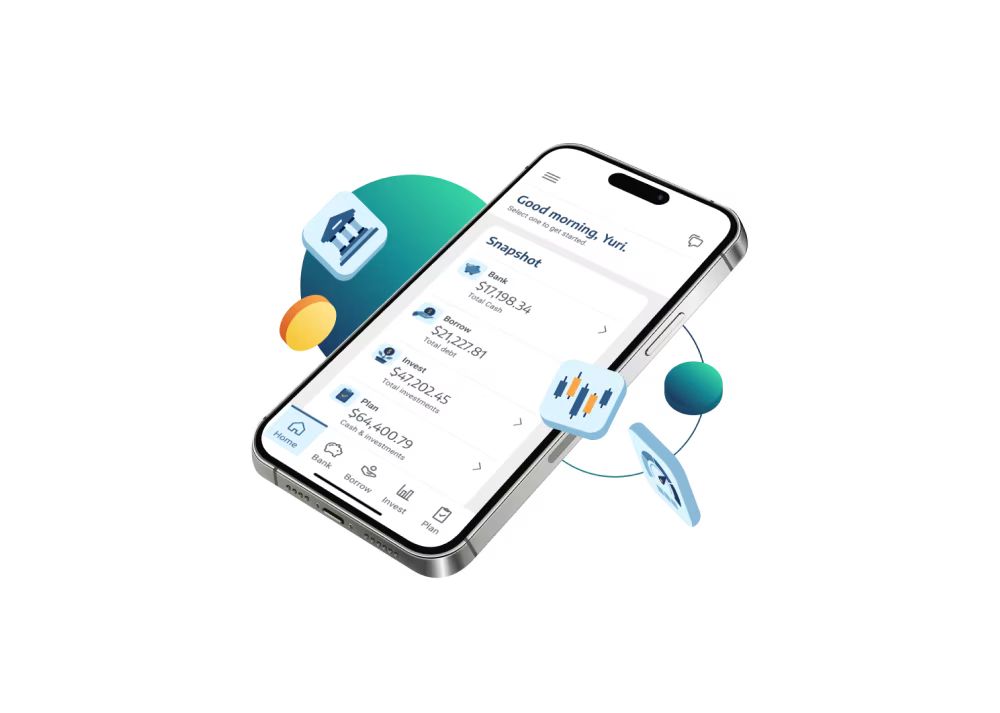 Good morning, Yuri.
Select one to get started.
Snapshot
Bank
$17,198.34
Total Cash
Borrow
$21,227.81
Total debt
Invest
$47,202.45
Total investments
Plan
$64,400.79
Cash & investments
Home
Bank
Borrow
Invest
Plan